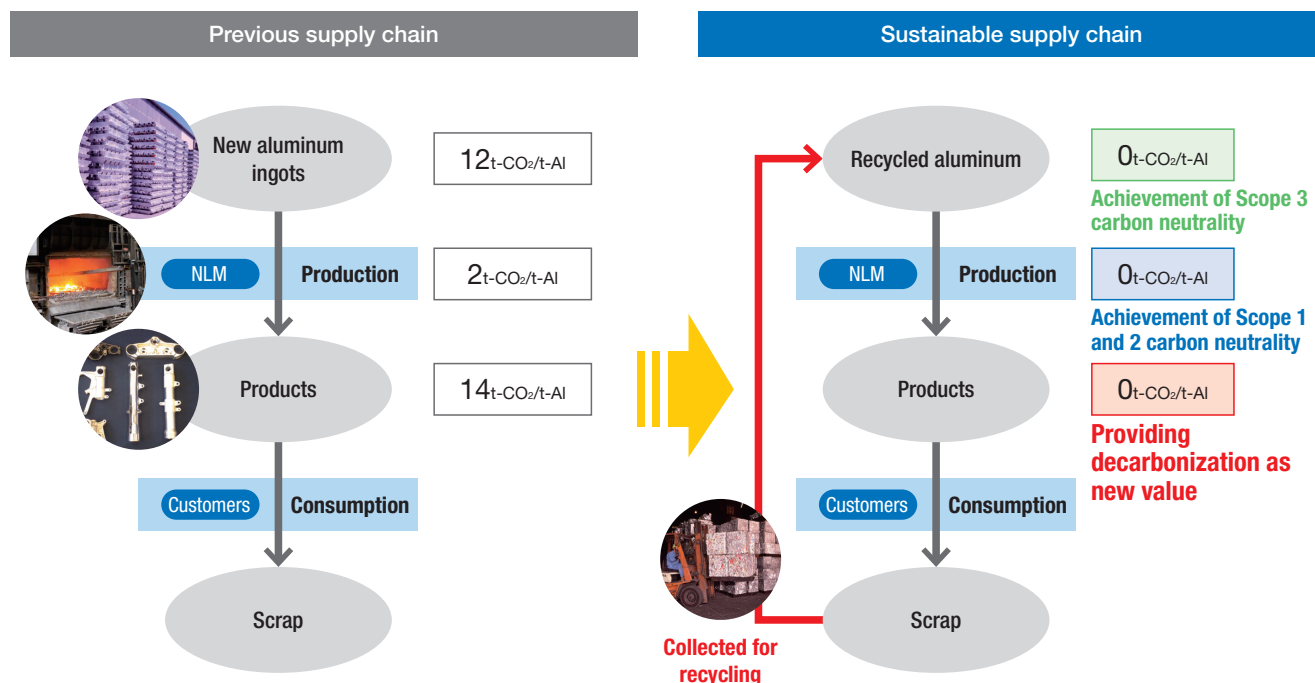 Previous supply chain
New aluminum
ingots
12t-CO₂/t-Al
NLM
Production
2t-CO₂/t-Al
Products
14t-CO₂/t-Al
Customers
Consumption
Scrap
Sustainable supply chain
Recycled aluminum
0t-CO₂/t-Al
Achievement of Scope 3
carbon neutrality
NLM
Production
0t-CO₂/t-Al
Achievement of Scope 1
and 2 carbon neutrality
Products
0t-CO₂/t-Al
Providing
decarbonization as
new value
Customers
Consumption
Scrap
Collected for
recycling